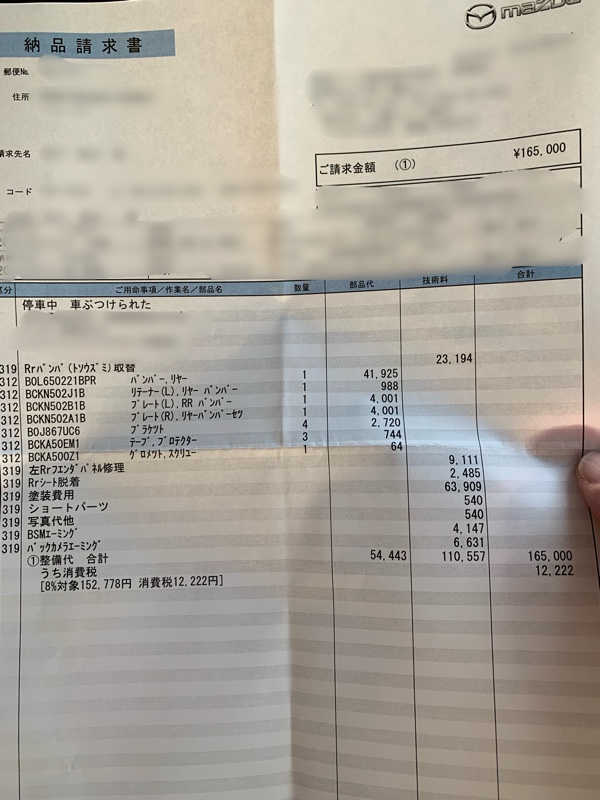 mazda
納品請求書
郵便No.
住所
請求先名
コード
ご請求金額 (①) ¥165,000
区分 ご用命事項/作業名/部品名 数量 部品代 技術料 合計
停車中 車ぶつけられた
319 Rrバンパ(トソウズミ)取替 23,194
312 BOL650221BPR バンパー,リヤー 1 41,925
312 BCKN502J1B リテーナ(L),リヤー バンパー 1 988
312 BCKN502B1B プレート(L),RR バンパー 1 4,001
312 BCKN502A1B プレート(R),リヤーバンパーセツ 1 4,001
312 BOJ867UC6 ブラケット 4 2,720
312 BCKA50EM1 テープ,プロテクター 3 744
312 BCKA500Z1 グロメット,スクリュー 1 64
319 左Rrフエンダパネル修理 9,111
319 Rrシート脱着 2,485
319 塗装費用 63,909
319 ショートパーツ 540
319 写真代他 540
319 BSMエーミング 4,147
319 バックカメラエーミング 6,631
①整備代 合計 54,443 110,557 165,000
うち消費税 12,222
[8%対象152,778円 消費税12,222円]